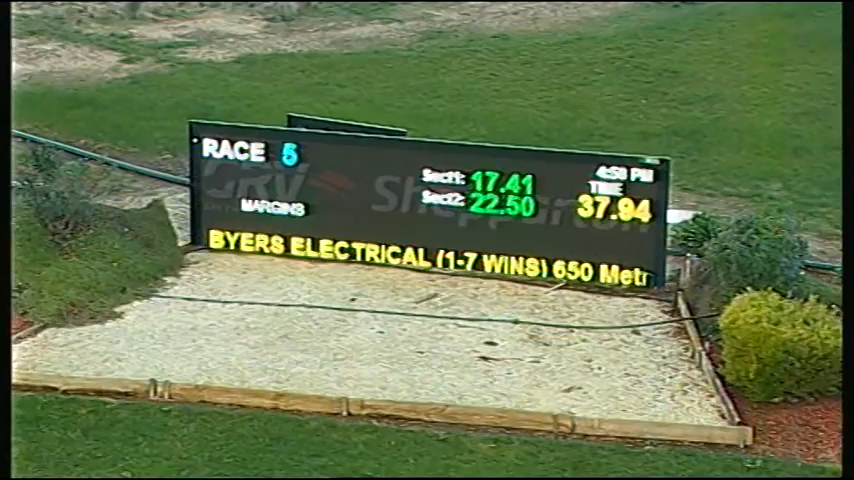 RACE 5
4:58 PM
Sect1: 17.41
TIME
Sect2: 22.50
37.94
MARGINS
GRV Shepparton
BYERS ELECTRICAL (1-7 WINS) 650 Metr